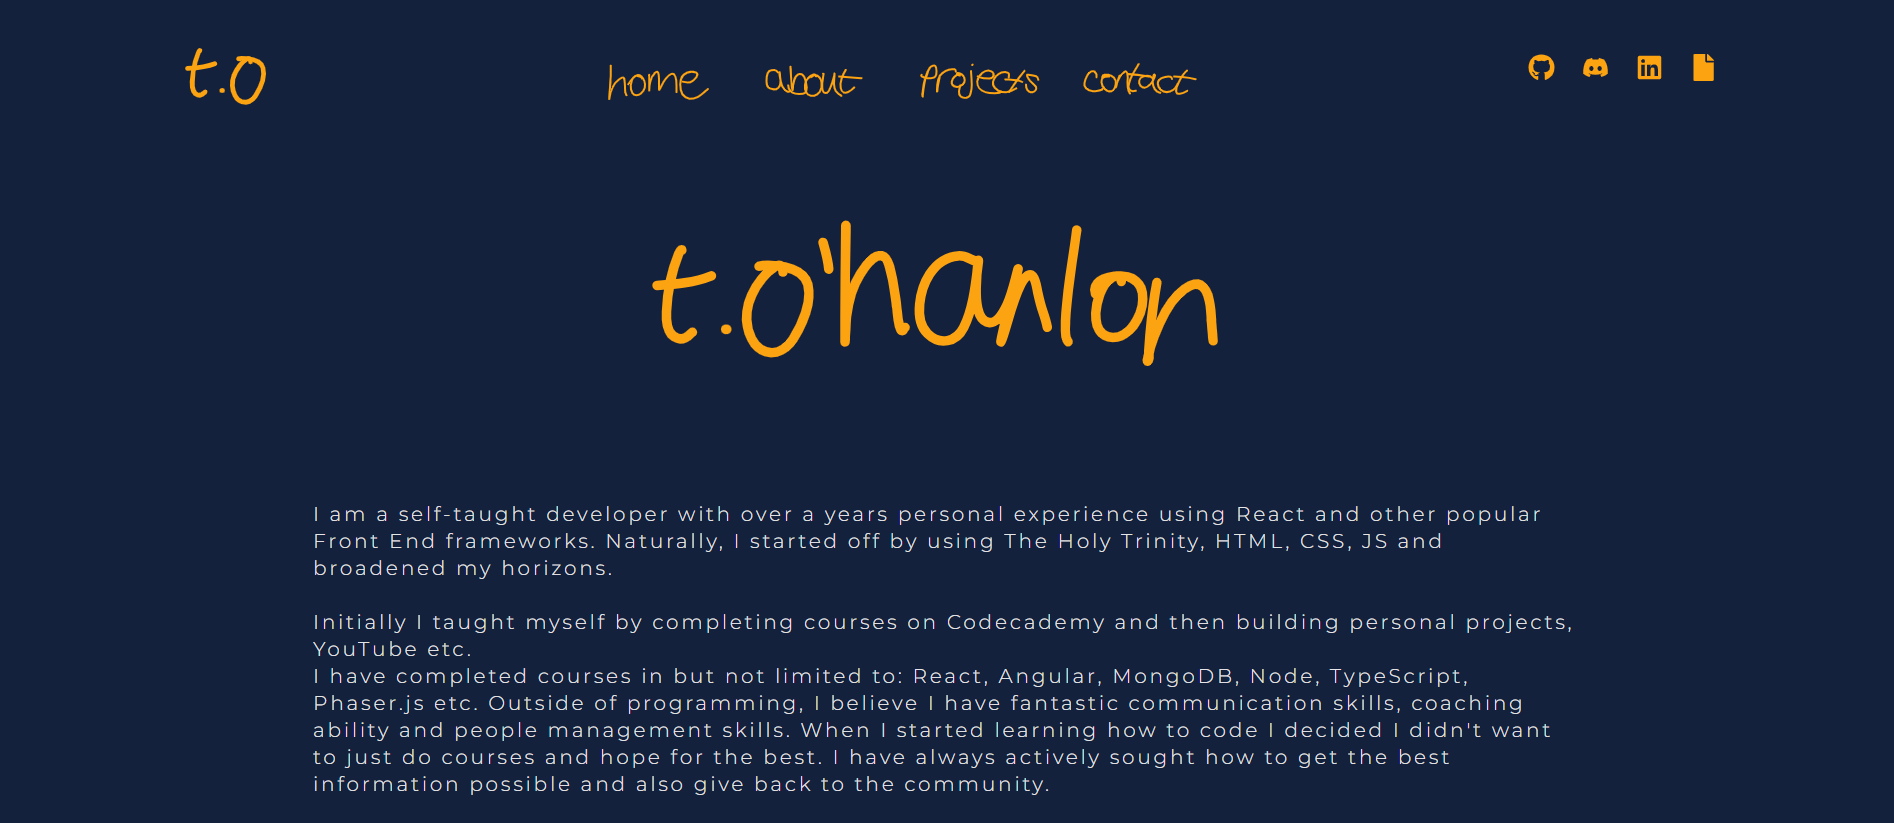 t.O
home about projects contact
t.O'hanlon
I am a self-taught developer with over a years personal experience using React and other popular
Front End frameworks. Naturally, I started off by using The Holy Trinity, HTML, CSS, JS and
broadened my horizons.
Initially I taught myself by completing courses on Codecademy and then building personal projects,
YouTube etc.
I have completed courses in but not limited to: React, Angular, MongoDB, Node, TypeScript,
Phaser.js etc. Outside of programming, I believe I have fantastic communication skills, coaching
ability and people management skills. When I started learning how to code I decided I didn't want
to just do courses and hope for the best. I have always actively sought how to get the best
information possible and also give back to the community.